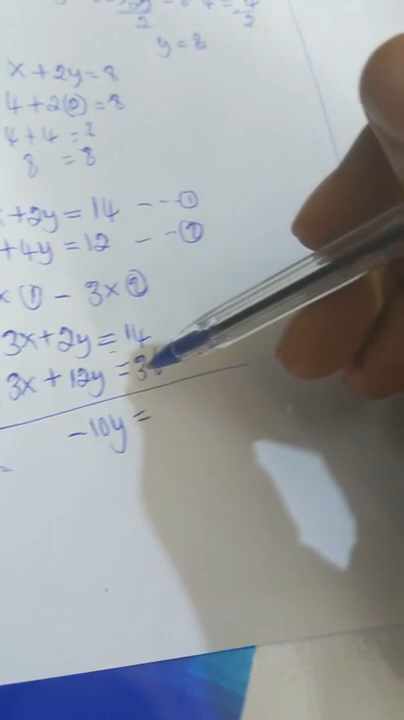 y = 8
x + 2y = 8
4 + 2(2) = 8
4 + 4 = 2
8 = 8
+ 2y = 14 --- ①
+ 4y = 12 - - ②
× ① - 3 × ②
3x + 2y = 14
3x + 12y = 3
-10y =